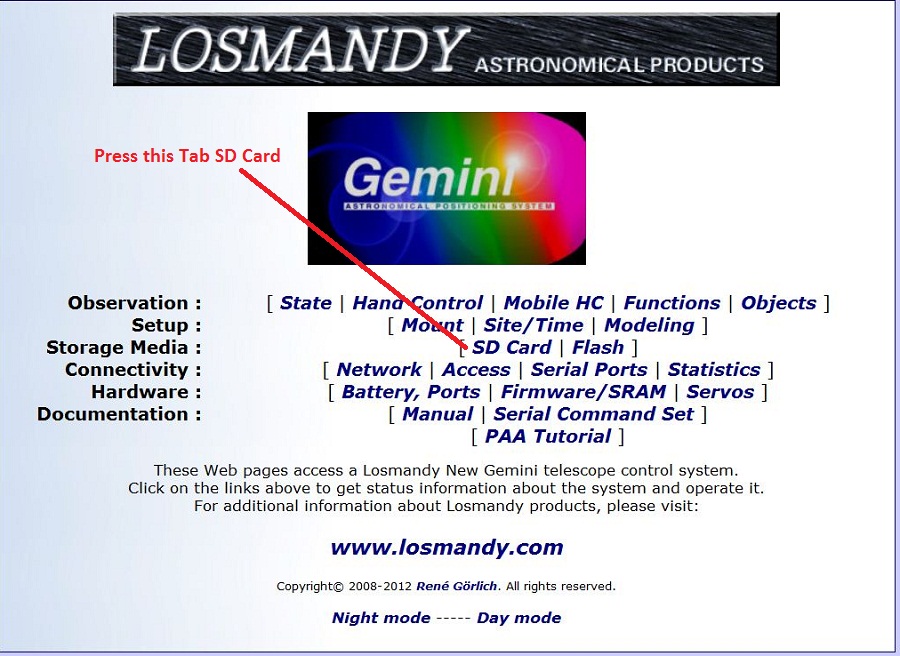 LOSMANDY ASTRONOMICAL PRODUCTS
Press this Tab SD Card
Gemini
ASTRONOMICAL POSITIONING SYSTEM
Observation : [ State | Hand Control | Mobile HC | Functions | Objects ]
Setup : [ Mount | Site/Time | Modeling ]
Storage Media : [ SD Card | Flash ]
Connectivity : [ Network | Access | Serial Ports | Statistics ]
Hardware : [ Battery, Ports | Firmware/SRAM | Servos ]
Documentation : [ Manual | Serial Command Set ]
[ PAA Tutorial ]
These Web pages access a Losmandy New Gemini telescope control system.
Click on the links above to get status information about the system and operate it.
For additional information about Losmandy products, please visit:
www.losmandy.com
Copyright© 2008-2012 René Görlich. All rights reserved.
Night mode ----- Day mode